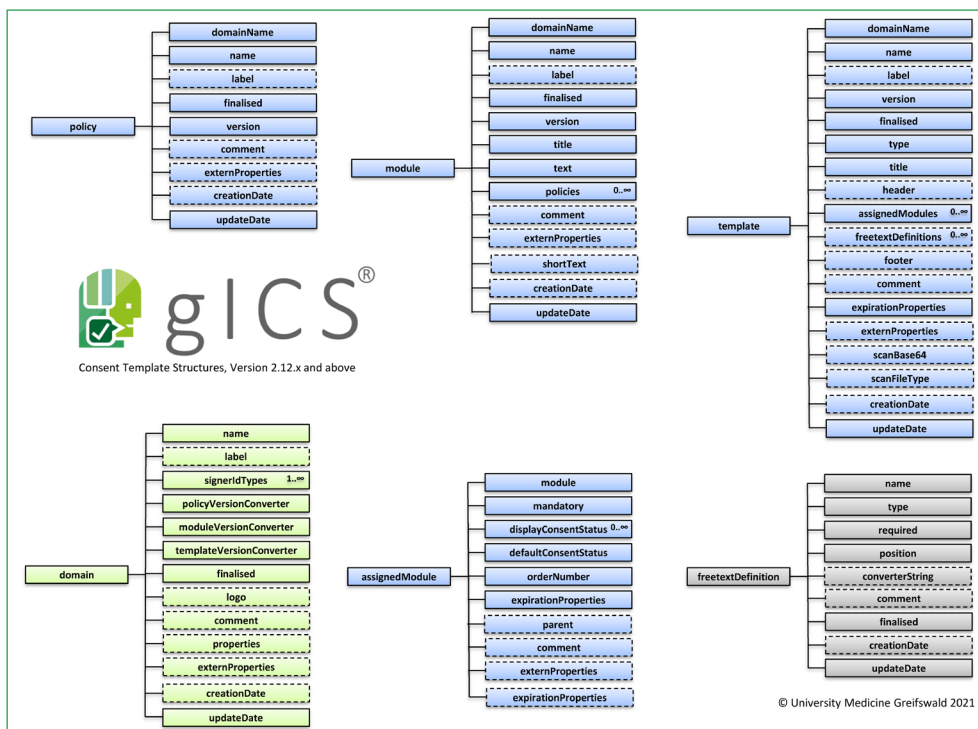 policy
domainName
name
label
finalised
version
comment
externProperties
creationDate
updateDate
module
domainName
name
label
finalised
version
title
text
policies 0..∞
comment
externProperties
shortText
creationDate
updateDate
template
domainName
name
label
version
finalised
type
title
header
assignedModules 0..∞
freetextDefinitions 0..∞
footer
comment
expirationProperties
externProperties
scanBase64
scanFileType
creationDate
updateDate
gICS®
Consent Template Structures, Version 2.12.x and above
domain
name
label
signerIdTypes 1..∞
policyVersionConverter
moduleVersionConverter
templateVersionConverter
finalised
logo
comment
properties
externProperties
creationDate
updateDate
assignedModule
module
mandatory
displayConsentStatus 0..∞
defaultConsentStatus
orderNumber
expirationProperties
parent
comment
externProperties
expirationProperties
freetextDefinition
name
type
required
position
converterString
comment
finalised
creationDate
updateDate
© University Medicine Greifswald 2021